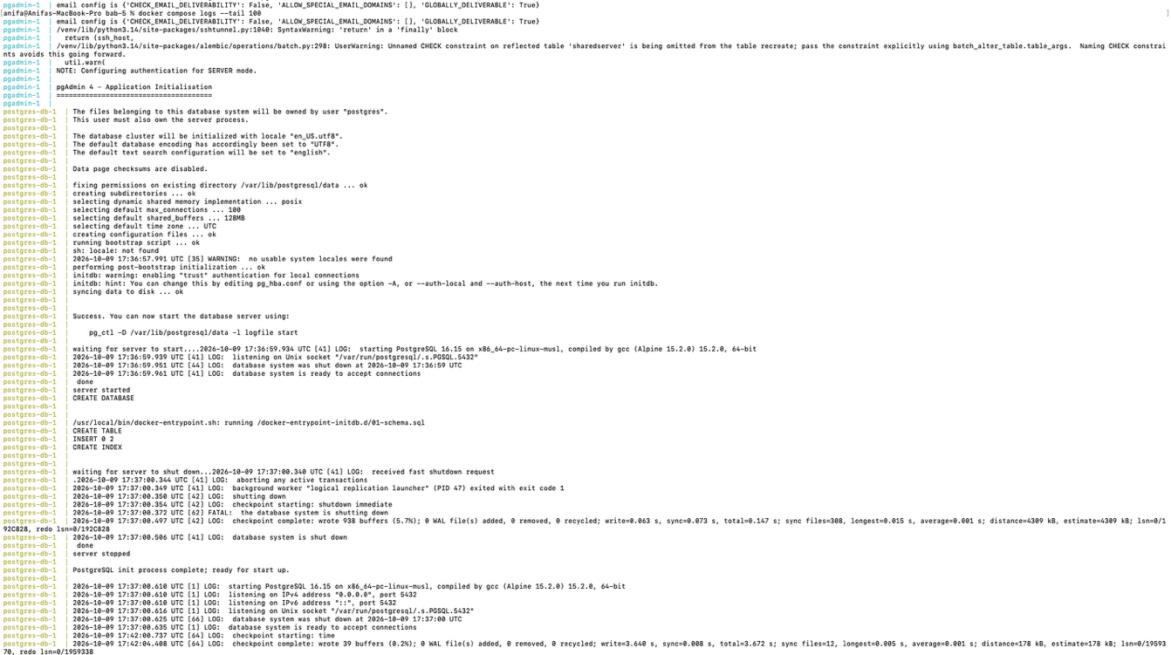 pgadmin-1 | email config is {'CHECK_EMAIL_DELIVERABILITY': False, 'ALLOW_SPECIAL_EMAIL_DOMAINS': [], 'GLOBALLY_DELIVERABLE': True}
[anifa@Anifas-MacBook-Pro bab-5 % docker compose logs --tail 100 ]
pgadmin-1 | email config is {'CHECK_EMAIL_DELIVERABILITY': False, 'ALLOW_SPECIAL_EMAIL_DOMAINS': [], 'GLOBALLY_DELIVERABLE': True}
pgadmin-1 | /venv/lib/python3.14/site-packages/sshtunnel.py:1040: SyntaxWarning: 'return' in a 'finally' block
pgadmin-1 | return (ssh_host,
pgadmin-1 | /venv/lib/python3.14/site-packages/alembic/operations/batch.py:298: UserWarning: Unnamed CHECK constraint on reflected table 'sharedserver' is being omitted from the table recreate; pass the constraint explicitly using batch_alter_table.table_args.  Naming CHECK constrai
nts avoids this going forward.
pgadmin-1 | util.warn(
pgadmin-1 | NOTE: Configuring authentication for SERVER mode.
pgadmin-1 |
pgadmin-1 | pgAdmin 4 - Application Initialisation
pgadmin-1 | ======================================
pgadmin-1 |
postgres-db-1 | The files belonging to this database system will be owned by user "postgres".
postgres-db-1 | This user must also own the server process.
postgres-db-1 |
postgres-db-1 | The database cluster will be initialized with locale "en_US.utf8".
postgres-db-1 | The default database encoding has accordingly been set to "UTF8".
postgres-db-1 | The default text search configuration will be set to "english".
postgres-db-1 |
postgres-db-1 | Data page checksums are disabled.
postgres-db-1 |
postgres-db-1 | fixing permissions on existing directory /var/lib/postgresql/data ... ok
postgres-db-1 | creating subdirectories ... ok
postgres-db-1 | selecting dynamic shared memory implementation ... posix
postgres-db-1 | selecting default max_connections ... 100
postgres-db-1 | selecting default shared_buffers ... 128MB
postgres-db-1 | selecting default time zone ... UTC
postgres-db-1 | creating configuration files ... ok
postgres-db-1 | running bootstrap script ... ok
postgres-db-1 | sh: locale: not found
postgres-db-1 | 2026-10-09 17:36:57.991 UTC [35] WARNING:  no usable system locales were found
postgres-db-1 | performing post-bootstrap initialization ... ok
postgres-db-1 | initdb: warning: enabling "trust" authentication for local connections
postgres-db-1 | initdb: hint: You can change this by editing pg_hba.conf or using the option -A, or --auth-local and --auth-host, the next time you run initdb.
postgres-db-1 | syncing data to disk ... ok
postgres-db-1 |
postgres-db-1 |
postgres-db-1 | Success. You can now start the database server using:
postgres-db-1 |
postgres-db-1 | pg_ctl -D /var/lib/postgresql/data -l logfile start
postgres-db-1 |
postgres-db-1 | waiting for server to start....2026-10-09 17:36:59.934 UTC [41] LOG:  starting PostgreSQL 16.15 on x86_64-pc-linux-musl, compiled by gcc (Alpine 15.2.0) 15.2.0, 64-bit
postgres-db-1 | 2026-10-09 17:36:59.939 UTC [41] LOG:  listening on Unix socket "/var/run/postgresql/.s.PGSQL.5432"
postgres-db-1 | 2026-10-09 17:36:59.951 UTC [44] LOG:  database system was shut down at 2026-10-09 17:36:59 UTC
postgres-db-1 | 2026-10-09 17:36:59.961 UTC [41] LOG:  database system is ready to accept connections
postgres-db-1 | done
postgres-db-1 | server started
postgres-db-1 | CREATE DATABASE
postgres-db-1 |
postgres-db-1 |
postgres-db-1 | /usr/local/bin/docker-entrypoint.sh: running /docker-entrypoint-initdb.d/01-schema.sql
postgres-db-1 | CREATE TABLE
postgres-db-1 | INSERT 0 2
postgres-db-1 | CREATE INDEX
postgres-db-1 |
postgres-db-1 |
postgres-db-1 | waiting for server to shut down...2026-10-09 17:37:00.340 UTC [41] LOG:  received fast shutdown request
postgres-db-1 | .2026-10-09 17:37:00.344 UTC [41] LOG:  aborting any active transactions
postgres-db-1 | 2026-10-09 17:37:00.349 UTC [41] LOG:  background worker "logical replication launcher" (PID 47) exited with exit code 1
postgres-db-1 | 2026-10-09 17:37:00.350 UTC [42] LOG:  shutting down
postgres-db-1 | 2026-10-09 17:37:00.354 UTC [42] LOG:  checkpoint starting: shutdown immediate
postgres-db-1 | 2026-10-09 17:37:00.372 UTC [62] FATAL:  the database system is shutting down
postgres-db-1 | 2026-10-09 17:37:00.497 UTC [42] LOG:  checkpoint complete: wrote 938 buffers (5.7%); 0 WAL file(s) added, 0 removed, 0 recycled; write=0.063 s, sync=0.073 s, total=0.147 s; sync files=308, longest=0.015 s, average=0.001 s; distance=4309 kB, estimate=4309 kB; lsn=0/1
92C828, redo lsn=0/192C828
postgres-db-1 | 2026-10-09 17:37:00.506 UTC [41] LOG:  database system is shut down
postgres-db-1 | done
postgres-db-1 | server stopped
postgres-db-1 |
postgres-db-1 | PostgreSQL init process complete; ready for start up.
postgres-db-1 |
postgres-db-1 | 2026-10-09 17:37:00.610 UTC [1] LOG:  starting PostgreSQL 16.15 on x86_64-pc-linux-musl, compiled by gcc (Alpine 15.2.0) 15.2.0, 64-bit
postgres-db-1 | 2026-10-09 17:37:00.610 UTC [1] LOG:  listening on IPv4 address "0.0.0.0", port 5432
postgres-db-1 | 2026-10-09 17:37:00.610 UTC [1] LOG:  listening on IPv6 address "::", port 5432
postgres-db-1 | 2026-10-09 17:37:00.616 UTC [1] LOG:  listening on Unix socket "/var/run/postgresql/.s.PGSQL.5432"
postgres-db-1 | 2026-10-09 17:37:00.625 UTC [66] LOG:  database system was shut down at 2026-10-09 17:37:00 UTC
postgres-db-1 | 2026-10-09 17:37:00.635 UTC [1] LOG:  database system is ready to accept connections
postgres-db-1 | 2026-10-09 17:42:00.737 UTC [64] LOG:  checkpoint starting: time
postgres-db-1 | 2026-10-09 17:42:04.408 UTC [64] LOG:  checkpoint complete: wrote 39 buffers (0.2%); 0 WAL file(s) added, 0 removed, 0 recycled; write=3.640 s, sync=0.008 s, total=3.672 s; sync files=12, longest=0.005 s, average=0.001 s; distance=178 kB, estimate=178 kB; lsn=0/19593
70, redo lsn=0/1959338